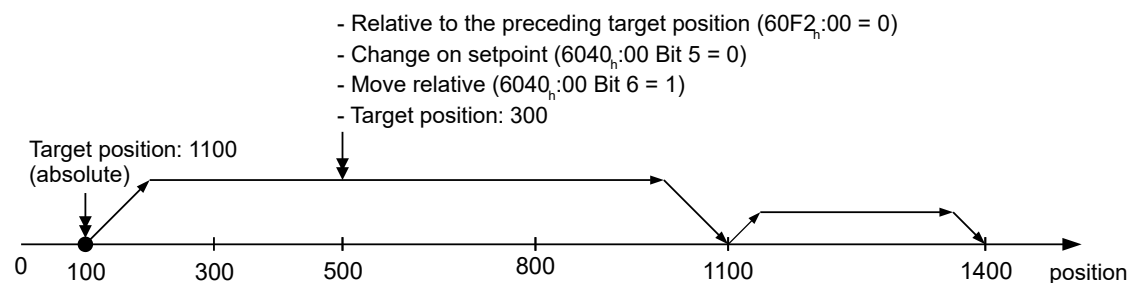 - Relative to the preceding target position (60F2h:00 = 0)
- Change on setpoint (6040h:00 Bit 5 = 0)
- Move relative (6040h:00 Bit 6 = 1)
- Target position: 300
Target position: 1100
(absolute)
0 100 300 500 800 1100 1400 position